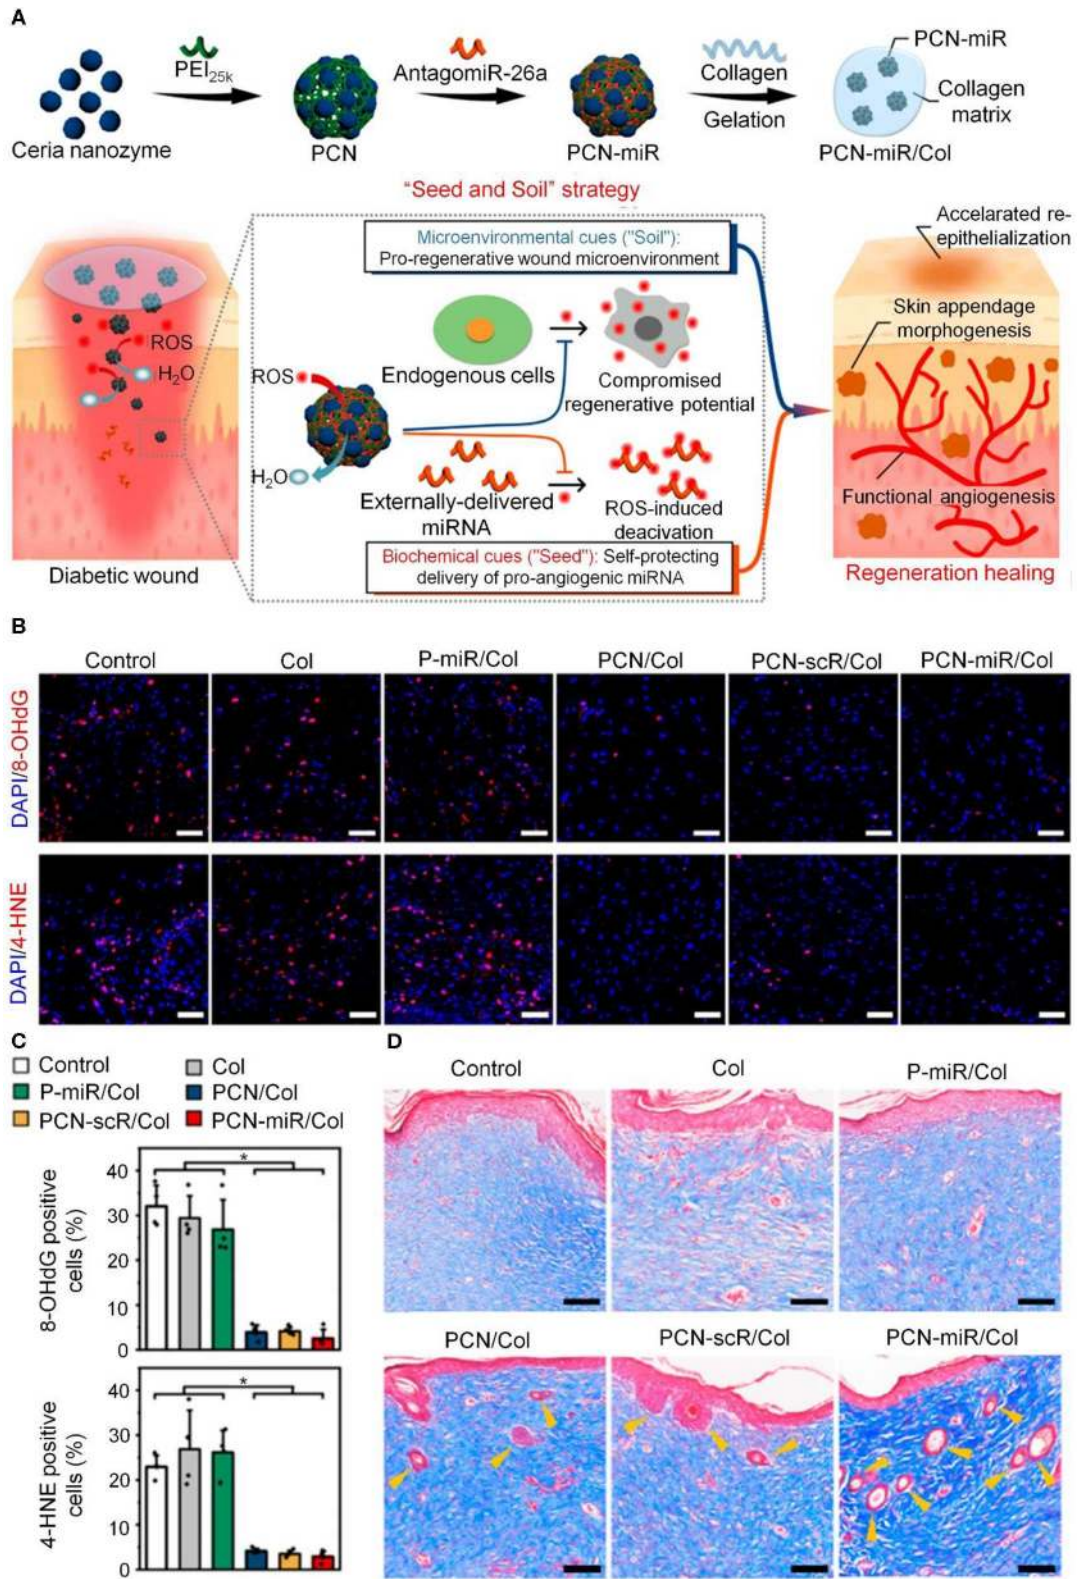 A
PEI25k
AntagomiR-26a
Collagen
Gelation
PCN-miR
Collagen
matrix
Ceria nanozyme
PCN
PCN-miR
PCN-miR/Col
"Seed and Soil" strategy
Microenvironmental cues ("Soil"):
Pro-regenerative wound microenvironment
Accelarated re-
epithelialization
Skin appendage
morphogenesis
ROS
H2O
Endogenous cells
Compromised
regenerative potential
ROS
H2O
Externally-delivered
miRNA
ROS-induced
deacivation
Functional angiogenesis
Biochemical cues ("Seed"): Self-protecting
delivery of pro-angiogenic miRNA
Diabetic wound
Regeneration healing
B
Control
Col
P-miR/Col
PCN/Col
PCN-scR/Col
PCN-miR/Col
DAPI/8-OHdG
DAPI/4-HNE
C
Control
Col
P-miR/Col
PCN/Col
PCN-scR/Col
PCN-miR/Col
8-OHdG positive
cells (%)
40
30
20
10
0
*
4-HNE positive
cells (%)
40
30
20
10
0
*
D
Control
Col
P-miR/Col
PCN/Col
PCN-scR/Col
PCN-miR/Col